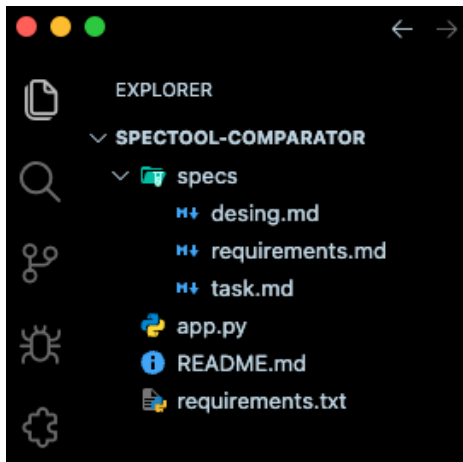 EXPLORER
SPECTOOL-COMPARATOR
specs
desing.md
requirements.md
task.md
app.py
README.md
requirements.txt